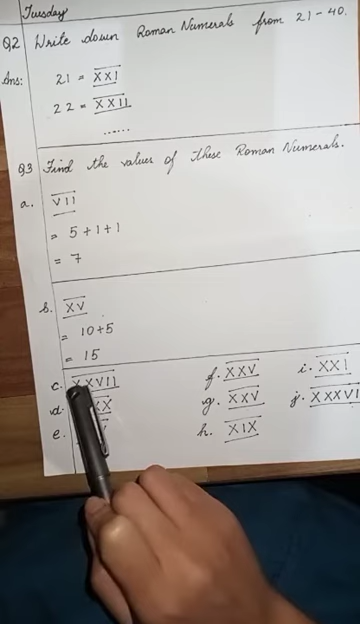 Tuesday
Q2 Write down Roman Numerals from 21-40.
Ans: 21 = XXI
22 = XXII
......
Q3 Find the values of these Roman Numerals.
a. VII
= 5+1+1
= 7
b. XV
= 10+5
= 15
c. XXVII f. XXV i. XXI
d. g. XXV j. XXXVI
e. h. XIX